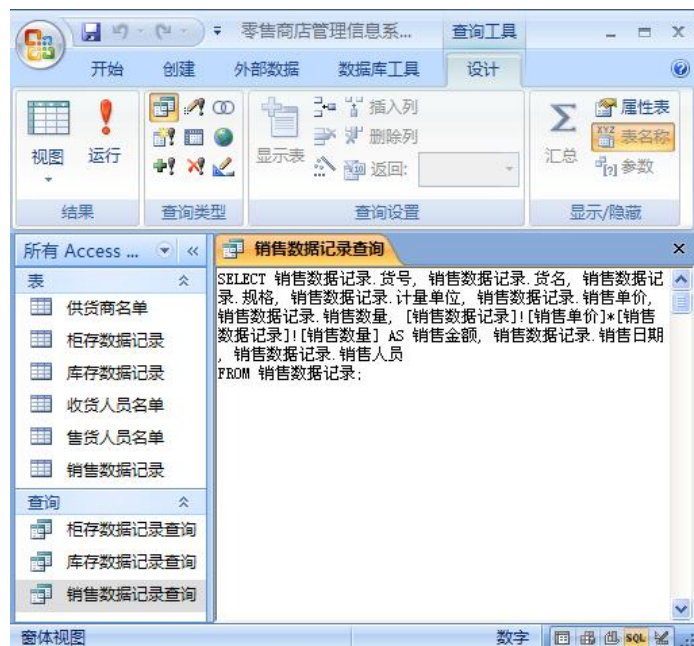 零售商店管理信息系... 查询工具
开始 创建 外部数据 数据库工具 设计
视图 运行
显示表
插入列
删除列
返回:
汇总
属性表
表名称
参数
结果 查询类型 查询设置 显示/隐藏
所有 Access ...
表
供货商名单
柜存数据记录
库存数据记录
收货人员名单
售货人员名单
销售数据记录
查询
柜存数据记录查询
库存数据记录查询
销售数据记录查询
销售数据记录查询
SELECT 销售数据记录.货号, 销售数据记录.货名, 销售数据记
录.规格, 销售数据记录.计量单位, 销售数据记录.销售单价,
销售数据记录.销售数量, [销售数据记录]![销售单价]*[销售
数据记录]![销售数量] AS 销售金额, 销售数据记录.销售日期
, 销售数据记录.销售人员
FROM 销售数据记录;
窗体视图 数字 SQL